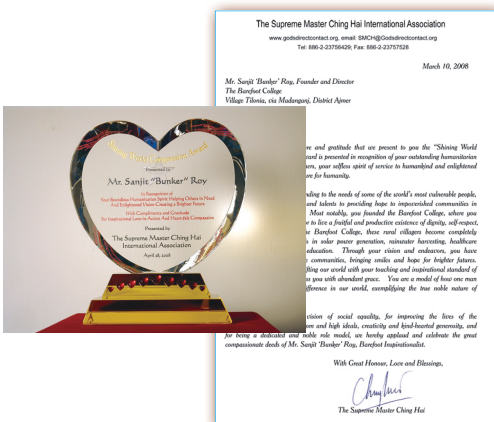 The Supreme Master Ching Hai International Association
www.godsdirectcontact.org, email: SMCH@Godsdirectcontact.org
Tel: 886-2-23756429; Fax: 886-2-23757528
March 10, 2008
Mr. Sanjit 'Bunker' Roy, Founder and Director
The Barefoot College
Village Tilonia, via Madanganj, District Ajmer
and gratitude that we present to you the "Shining World
is presented in recognition of your outstanding humanitarian
your selfless spirit of service to humankind and enlightened
for humanity.
to the needs of some of the world's most vulnerable people,
and talents to providing hope to impoverished communities in
Most notably, you founded the Barefoot College, where you
to live a fruitful and productive existence of dignity, self-respect,
Barefoot College, these rural villagers become completely
in solar power generation, rainwater harvesting, healthcare
education. Through your vision and endeavors, you have
communities, bringing smiles and hope for brighter futures.
our world with your touching and inspirational standard of
you with abundant grace. You are a model of how one man
in our world, exemplifying the true noble nature of
vision of social equality, for improving the lives of the
and high ideals, creativity and kind-hearted generosity, and
for being a dedicated and noble role model, we hereby applaud and celebrate the great
compassionate deeds of Mr. Sanjit 'Bunker' Roy, Barefoot Inspirationalist.
With Great Honour, Love and Blessings,
The Supreme Master Ching Hai
Shining World Compassion Award
Presented to
Mr. Sanjit "Bunker" Roy
In Recognition of
Your Boundless Humanitarian Spirit Helping Others in Need
And Enlightened Vision Creating a Brighter Future
With Compliments and Gratitude
For Inspirational Love-in-Action And Heartfelt Compassion
Presented by
The Supreme Master Ching Hai
International Association
April 28, 2008